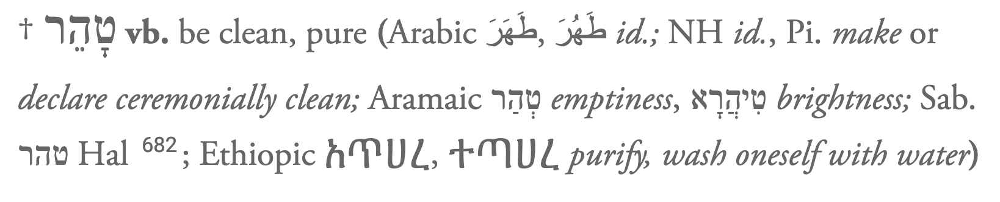 † טָהֵר vb. be clean, pure (Arabic طَهَرَ, طَهُرَ id.; NH id., Pi. make or
declare ceremonially clean; Aramaic טְהַר emptiness, טִיהֲרָא brightness; Sab.
טהר Hal 682; Ethiopic አጥሀረ, ተጣሀረ purify, wash oneself with water)